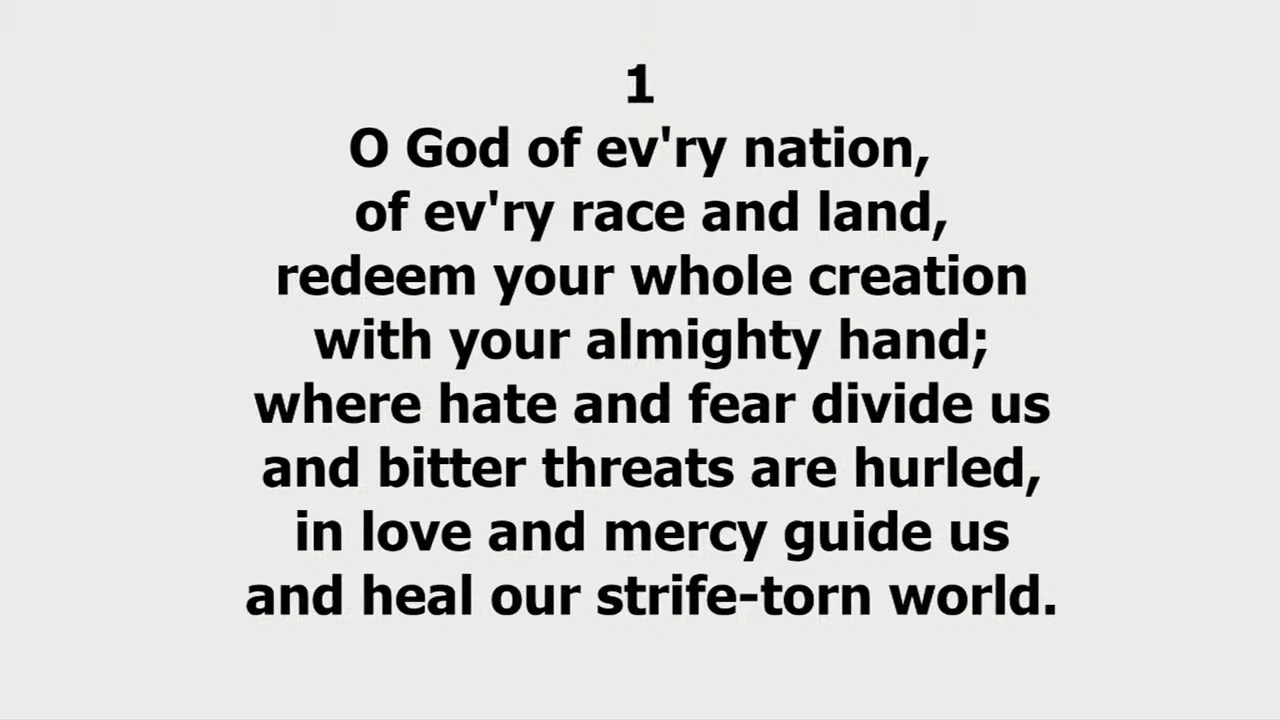 1
O God of ev'ry nation,
of ev'ry race and land,
redeem your whole creation
with your almighty hand;
where hate and fear divide us
and bitter threats are hurled,
in love and mercy guide us
and heal our strife-torn world.